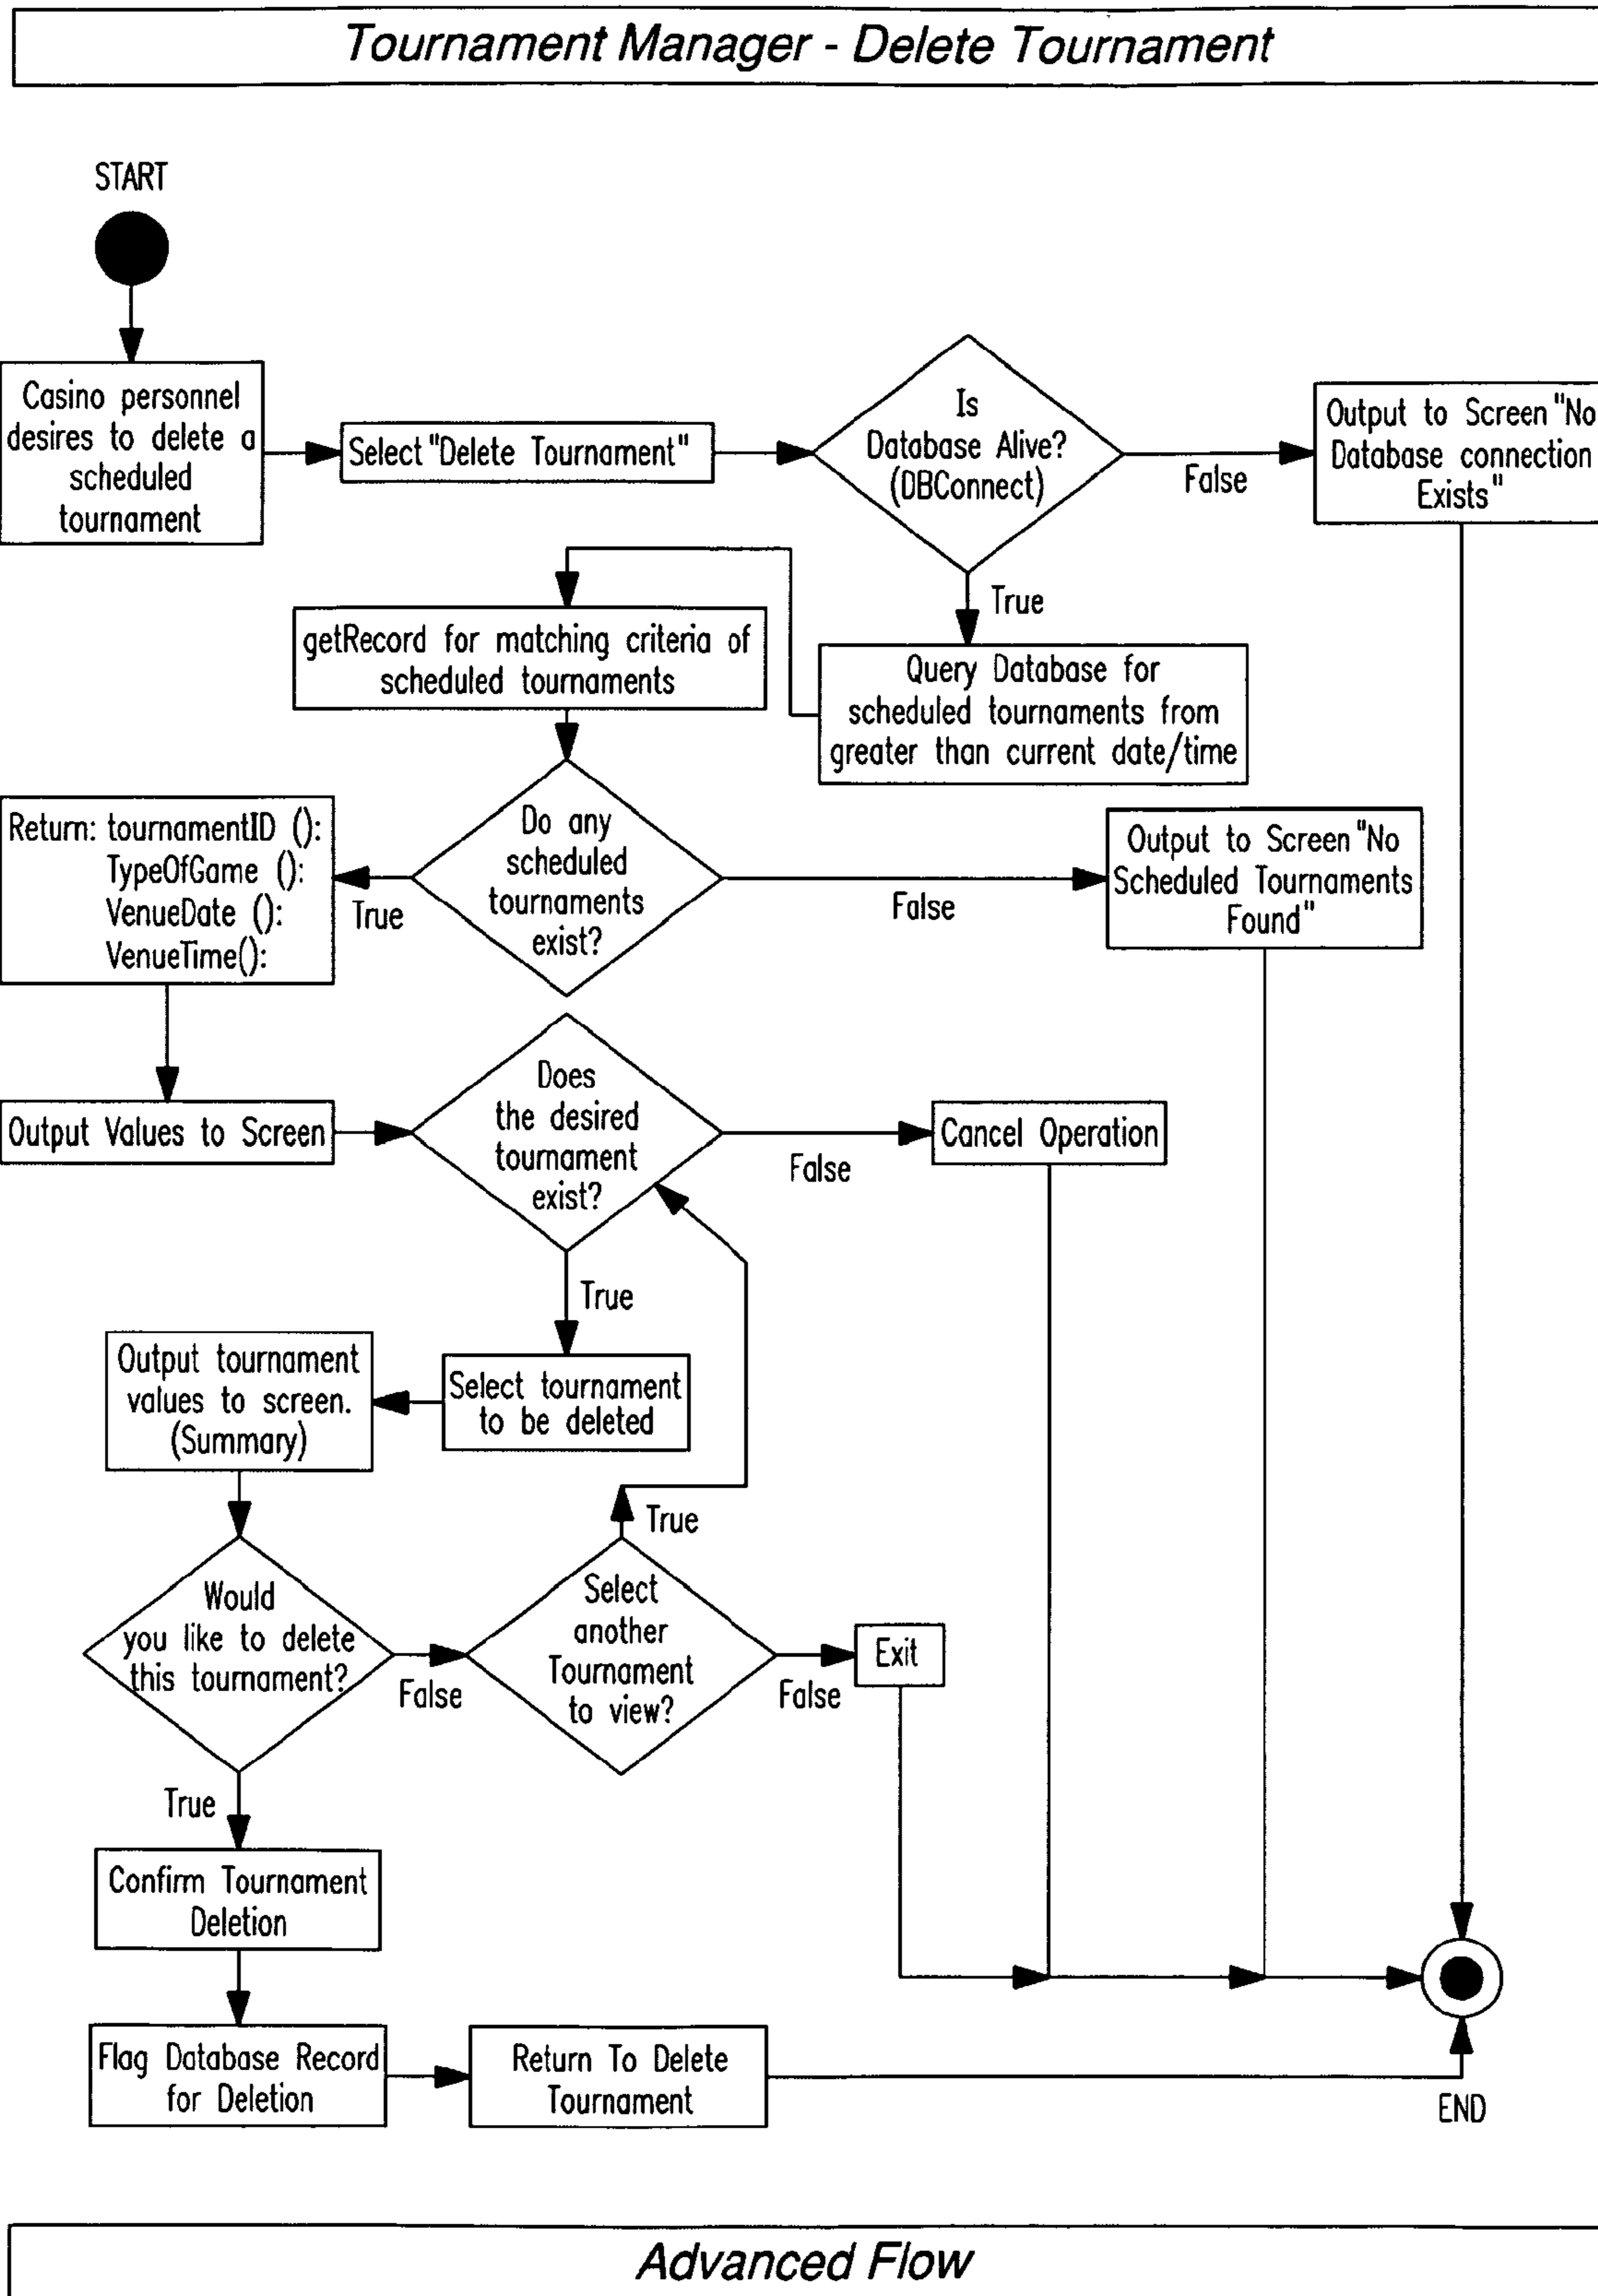 Tournament Manager - Delete Tournament
START
Casino personnel
desires to delete a
scheduled
tournament
Select "Delete Tournament"
Is
Database Alive?
(DBConnect)
False
Output to Screen "No
Database connection
Exists"
True
Query Database for
scheduled tournaments from
greater than current date/time
getRecord for matching criteria of
scheduled tournaments
Do any
scheduled
tournaments
exist?
False
Output to Screen "No
Scheduled Tournaments
Found"
True
Return: tournamentID ():
TypeOfGame ():
VenueDate ():
VenueTime():
Output Values to Screen
Does
the desired
tournament
exist?
False
Cancel Operation
True
Select tournament
to be deleted
Output tournament
values to screen.
(Summary)
Would
you like to delete
this tournament?
False
Select
another
Tournament
to view?
True
False
Exit
True
Confirm Tournament
Deletion
Flag Database Record
for Deletion
Return To Delete
Tournament
END
Advanced Flow